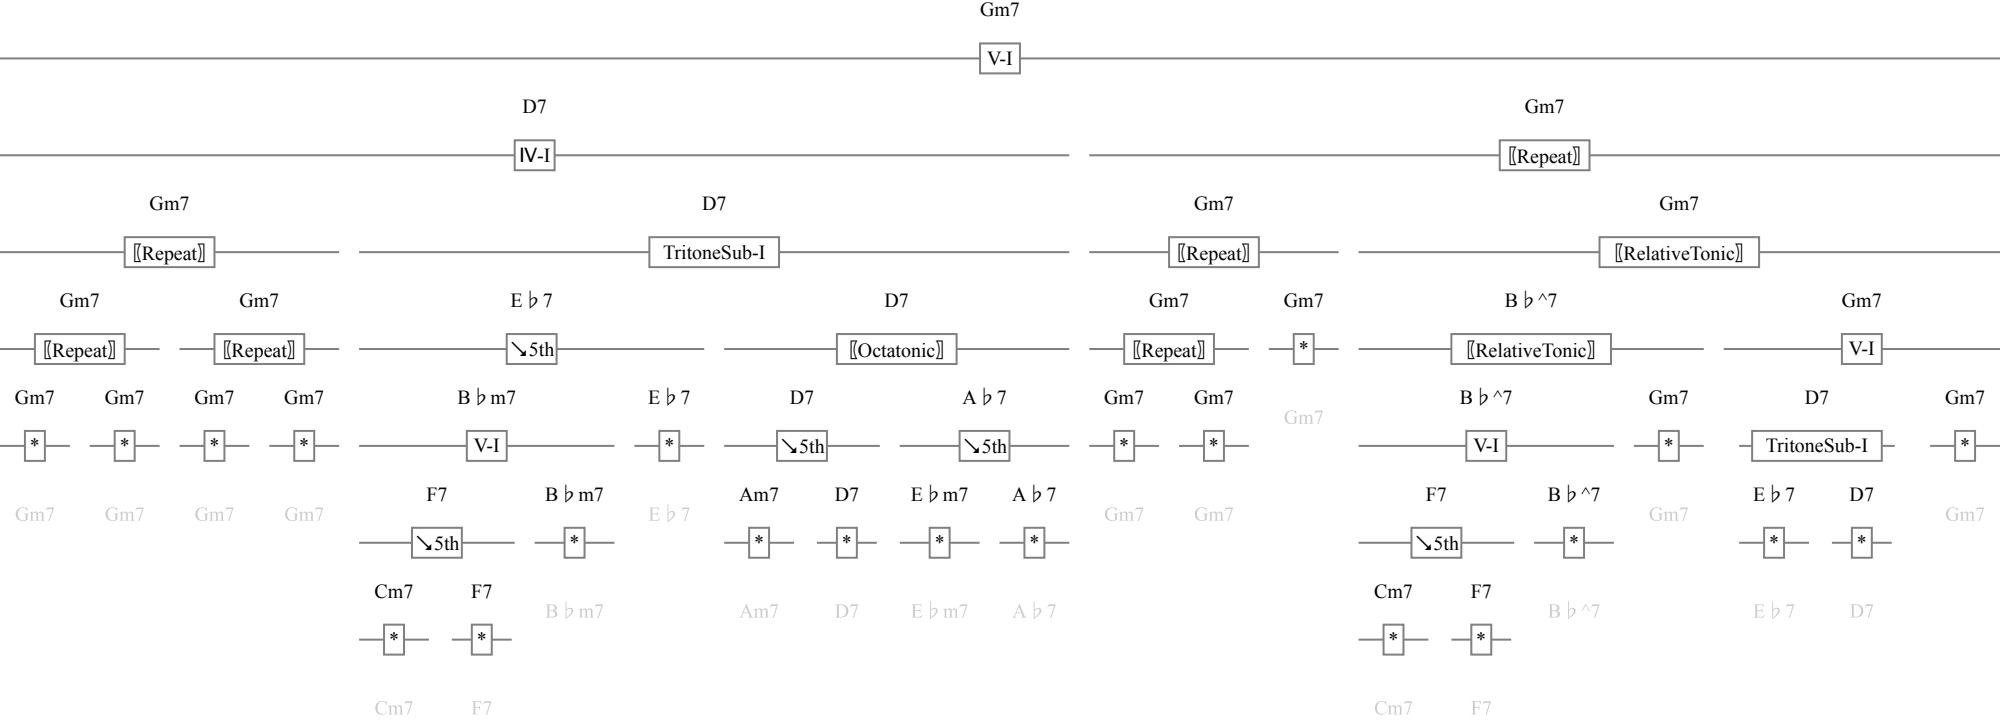 Gm7
V-I
D7 Gm7
IV-I ⟦Repeat⟧
Gm7 D7 Gm7 Gm7
⟦Repeat⟧ TritoneSub-I ⟦Repeat⟧ ⟦RelativeTonic⟧
Gm7 Gm7 E♭7 D7 Gm7 Gm7 B♭^7 Gm7
⟦Repeat⟧ ⟦Repeat⟧ ↘5th ⟦Octatonic⟧ ⟦Repeat⟧ * ⟦RelativeTonic⟧ V-I
Gm7 Gm7 Gm7 Gm7 B♭m7 E♭7 D7 A♭7 Gm7 Gm7 Gm7 B♭^7 Gm7 D7 Gm7
* * * * V-I * ↘5th ↘5th * * V-I * TritoneSub-I *
Gm7 Gm7 Gm7 Gm7 F7 B♭m7 E♭7 Am7 D7 E♭m7 A♭7 Gm7 Gm7 F7 B♭^7 Gm7 E♭7 D7 Gm7
↘5th * * * * * ↘5th * * *
Cm7 F7 B♭m7 Am7 D7 E♭m7 A♭7 Cm7 F7 B♭^7 E♭7 D7
* * * *
Cm7 F7 Cm7 F7